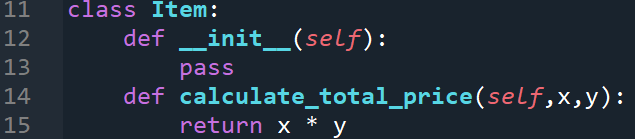 11 class Item:
12     def __init__(self):
13         pass
14     def calculate_total_price(self,x,y):
15         return x * y